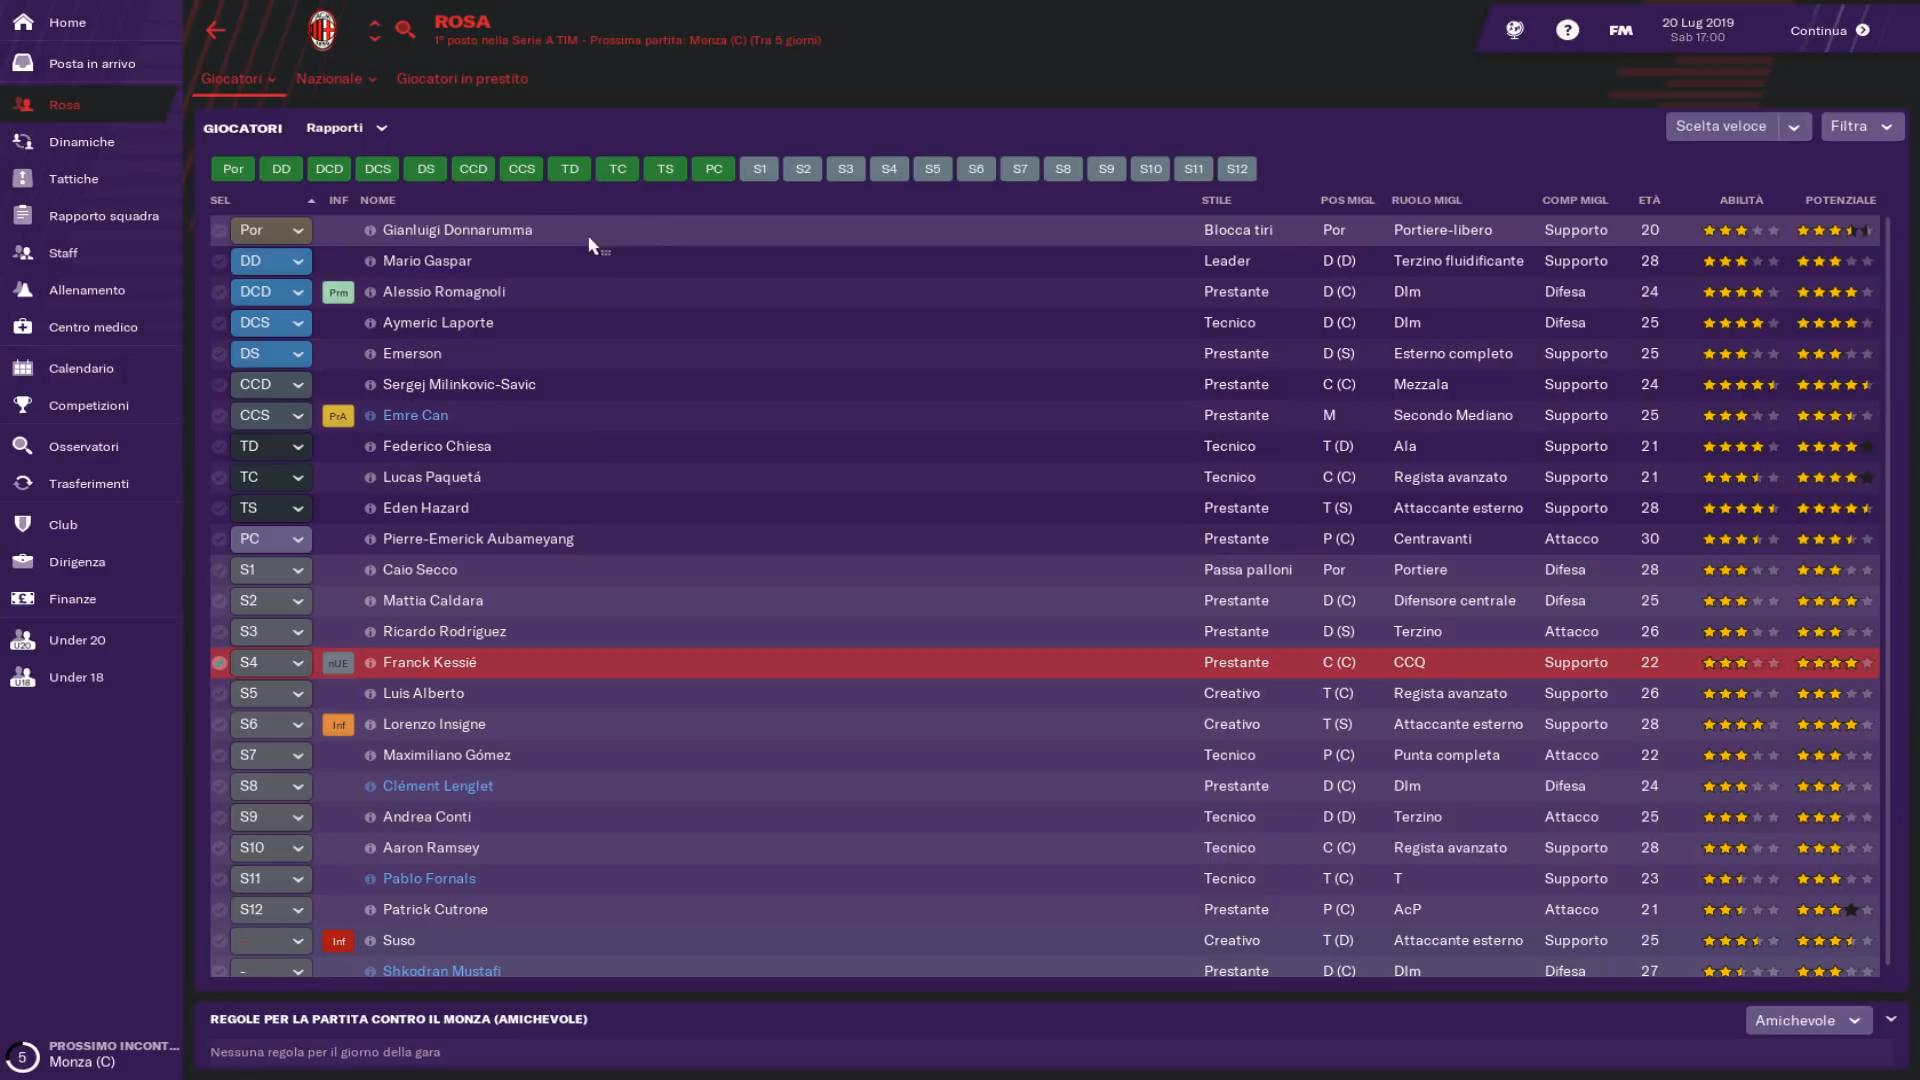 Home
Posta in arrivo
Rosa
Dinamiche
Tattiche
Rapporto squadra
Staff
Allenamento
Centro medico
Calendario
Competizioni
Osservatori
Trasferimenti
Club
Dirigenza
Finanze
U20 Under 20
U18 Under 18
5 PROSSIMO INCONT...
Monza (C)
ROSA
1° posto nella Serie A TIM - Prossima partita: Monza (C) (Tra 5 giorni)
? FM 20 Lug 2019 Continua
Sab 17:00
Giocatori Nazionale Giocatori in prestito
GIOCATORI Rapporti Scelta veloce Filtra
Por DD DCD DCS DS CCD CCS TD TC TS PC S1 S2 S3 S4 S5 S6 S7 S8 S9 S10 S11 S12
SEL INF NOME STILE POS MIGL RUOLO MIGL COMP MIGL ETÀ ABILITÀ POTENZIALE
Por Gianluigi Donnarumma Blocca tiri Por Portiere-libero Supporto 20
DD Mario Gaspar Leader D (D) Terzino fluidificante Supporto 28
DCD Prm Alessio Romagnoli Prestante D (C) DIm Difesa 24
DCS Aymeric Laporte Tecnico D (C) DIm Difesa 25
DS Emerson Prestante D (S) Esterno completo Supporto 25
CCD Sergej Milinkovic-Savic Prestante C (C) Mezzala Supporto 24
CCS PrA Emre Can Prestante M Secondo Mediano Supporto 25
TD Federico Chiesa Tecnico T (D) Ala Supporto 21
TC Lucas Paquetá Tecnico C (C) Regista avanzato Supporto 21
TS Eden Hazard Prestante T (S) Attaccante esterno Supporto 28
PC Pierre-Emerick Aubameyang Prestante P (C) Centravanti Attacco 30
S1 Caio Secco Passa palloni Por Portiere Difesa 28
S2 Mattia Caldara Prestante D (C) Difensore centrale Difesa 25
S3 Ricardo Rodríguez Prestante D (S) Terzino Attacco 26
S4 nUE Franck Kessié Prestante C (C) CCQ Supporto 22
S5 Luis Alberto Creativo T (C) Regista avanzato Supporto 26
S6 Inf Lorenzo Insigne Creativo T (S) Attaccante esterno Supporto 28
S7 Maximiliano Gómez Tecnico P (C) Punta completa Attacco 22
S8 Clément Lenglet Prestante D (C) DIm Difesa 24
S9 Andrea Conti Tecnico D (D) Terzino Attacco 25
S10 Aaron Ramsey Tecnico C (C) Regista avanzato Supporto 28
S11 Pablo Fornals Tecnico T (C) T Supporto 23
S12 Patrick Cutrone Prestante P (C) AcP Attacco 21
- Inf Suso Creativo T (D) Attaccante esterno Supporto 25
- Shkodran Mustafi Prestante D (C) DIm Difesa 27
REGOLE PER LA PARTITA CONTRO IL MONZA (AMICHEVOLE) Amichevole
Nessuna regola per il giorno della gara